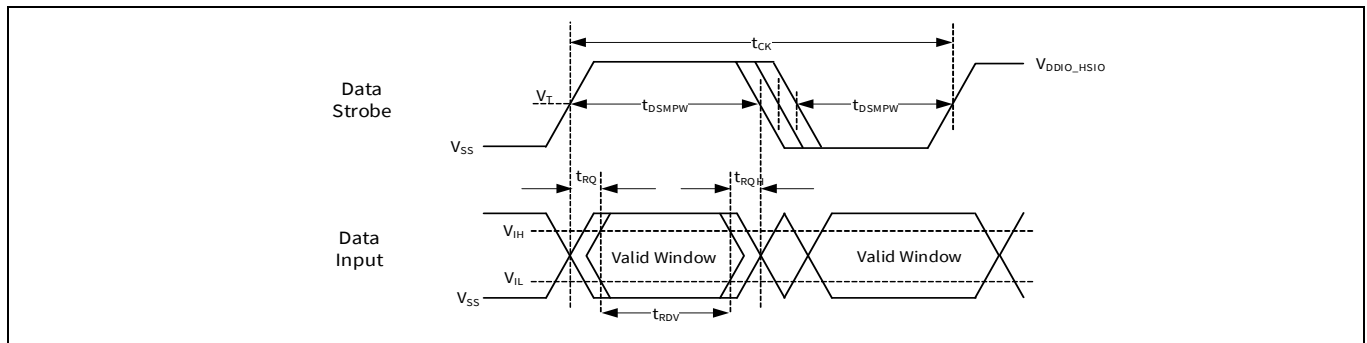 tCK
Data
Strobe
VDDIO_HSIO
VT
tDSMPW
tDSMPW
VSS
tRQ
tRQH
Data
Input
VIH
Valid Window
Valid Window
VIL
VSS
tRDV